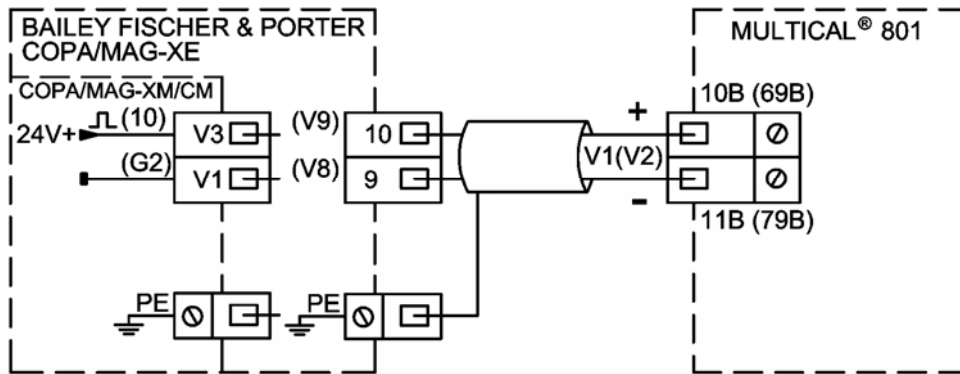 BAILEY FISCHER & PORTER
COPA/MAG-XE
COPA/MAG-XM/CM
MULTICAL® 801
24V+ (10) V3 (V9) 10 + 10B (69B)
V1(V2)
(G2) V1 (V8) 9 - 11B (79B)
PE PE